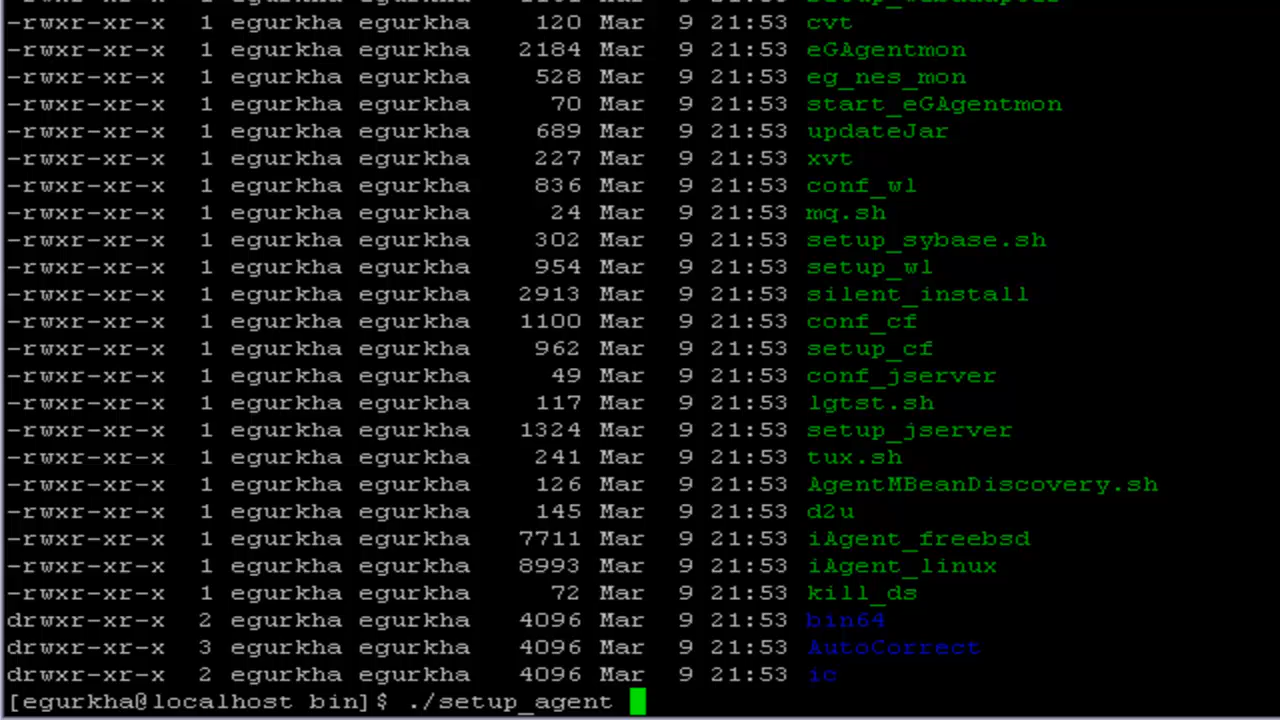 -rwxr-xr-x 1 egurkha egurkha 120 Mar 9 21:53 cvt
-rwxr-xr-x 1 egurkha egurkha 2184 Mar 9 21:53 eGAgentmon
-rwxr-xr-x 1 egurkha egurkha 528 Mar 9 21:53 eg_nes_mon
-rwxr-xr-x 1 egurkha egurkha 70 Mar 9 21:53 start_eGAgentmon
-rwxr-xr-x 1 egurkha egurkha 689 Mar 9 21:53 updateJar
-rwxr-xr-x 1 egurkha egurkha 227 Mar 9 21:53 xvt
-rwxr-xr-x 1 egurkha egurkha 836 Mar 9 21:53 conf_wl
-rwxr-xr-x 1 egurkha egurkha 24 Mar 9 21:53 mq.sh
-rwxr-xr-x 1 egurkha egurkha 302 Mar 9 21:53 setup_sybase.sh
-rwxr-xr-x 1 egurkha egurkha 954 Mar 9 21:53 setup_wl
-rwxr-xr-x 1 egurkha egurkha 2913 Mar 9 21:53 silent_install
-rwxr-xr-x 1 egurkha egurkha 1100 Mar 9 21:53 conf_cf
-rwxr-xr-x 1 egurkha egurkha 962 Mar 9 21:53 setup_cf
-rwxr-xr-x 1 egurkha egurkha 49 Mar 9 21:53 conf_jserver
-rwxr-xr-x 1 egurkha egurkha 117 Mar 9 21:53 lgtst.sh
-rwxr-xr-x 1 egurkha egurkha 1324 Mar 9 21:53 setup_jserver
-rwxr-xr-x 1 egurkha egurkha 241 Mar 9 21:53 tux.sh
-rwxr-xr-x 1 egurkha egurkha 126 Mar 9 21:53 AgentMBeanDiscovery.sh
-rwxr-xr-x 1 egurkha egurkha 145 Mar 9 21:53 d2u
-rwxr-xr-x 1 egurkha egurkha 7711 Mar 9 21:53 iAgent_freebsd
-rwxr-xr-x 1 egurkha egurkha 8993 Mar 9 21:53 iAgent_linux
-rwxr-xr-x 1 egurkha egurkha 72 Mar 9 21:53 kill_ds
drwxr-xr-x 2 egurkha egurkha 4096 Mar 9 21:53 bin64
drwxr-xr-x 3 egurkha egurkha 4096 Mar 9 21:53 AutoCorrect
drwxr-xr-x 2 egurkha egurkha 4096 Mar 9 21:53 ic
[egurkha@localhost bin]$ ./setup_agent